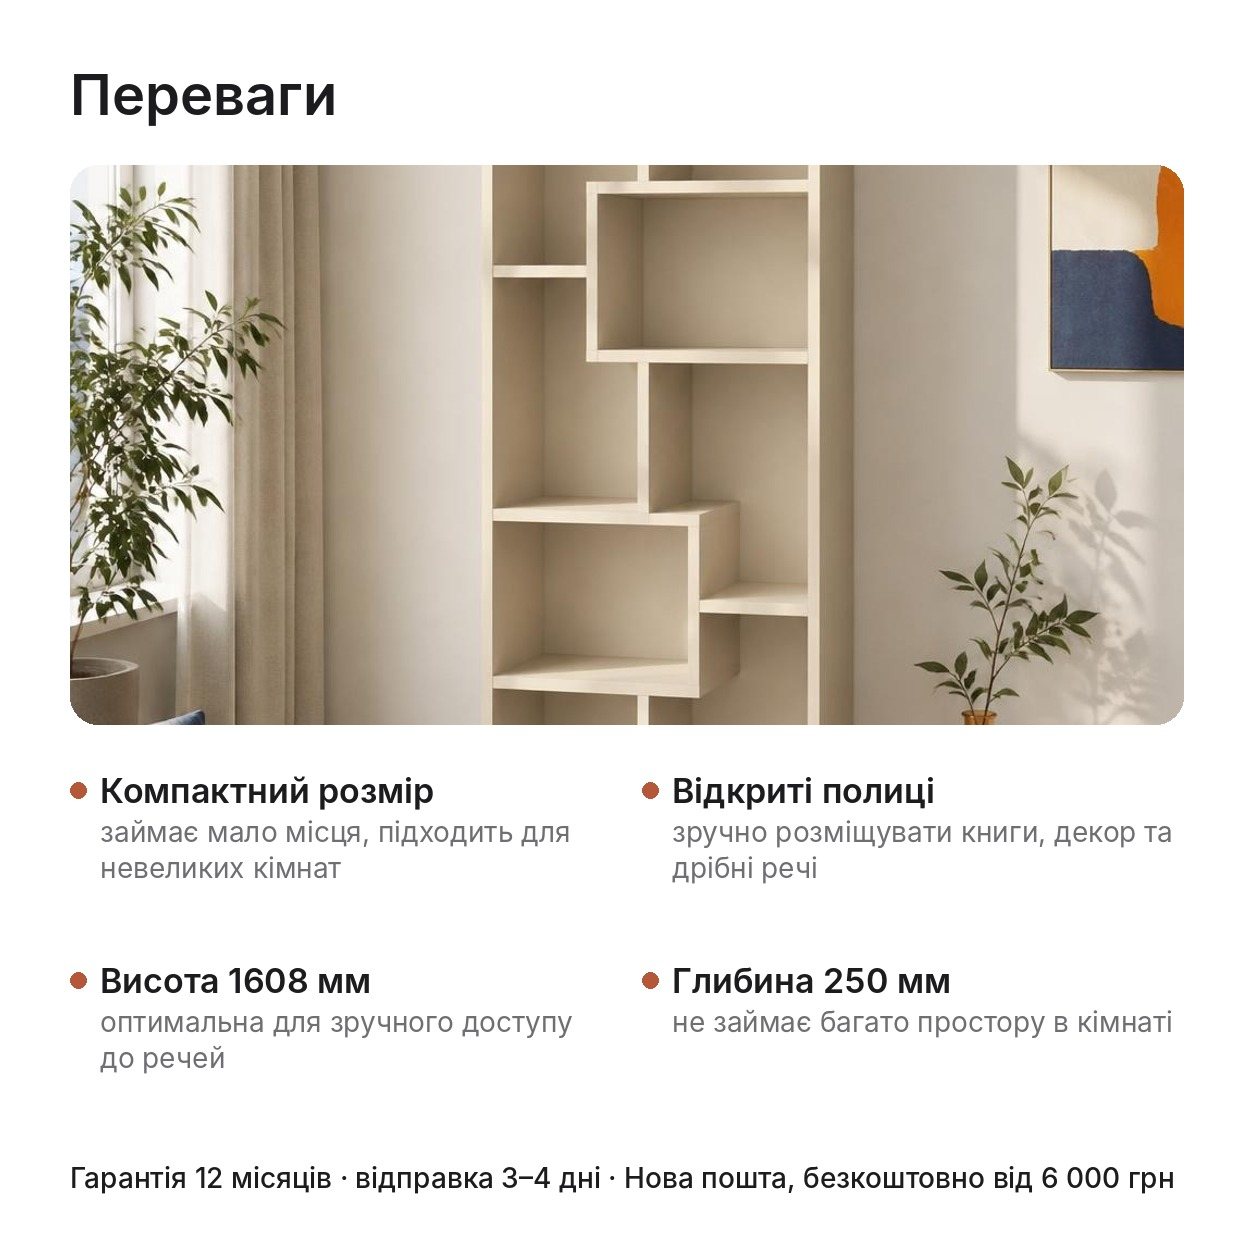 Переваги
Компактний розмір
займає мало місця, підходить для
невеликих кімнат
Відкриті полиці
зручно розміщувати книги, декор та
дрібні речі
Висота 1608 мм
оптимальна для зручного доступу
до речей
Глибина 250 мм
не займає багато простору в кімнаті
Гарантія 12 місяців · відправка 3–4 дні · Нова пошта, безкоштовно від 6 000 грн